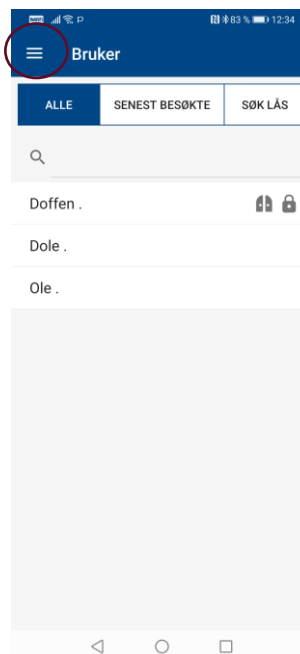 83 % 12:34
Bruker
ALLE SENEST BESØKTE SØK LÅS
Doffen .
Dole .
Ole .